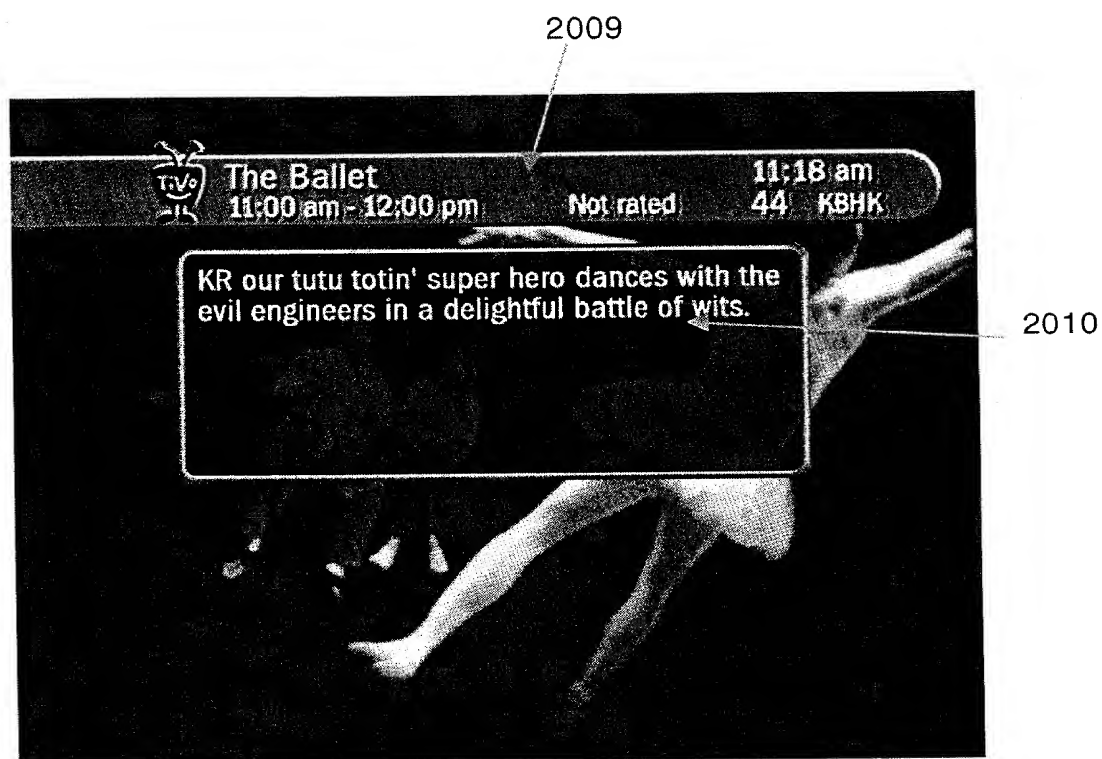 2009
TiVo The Ballet 11:18 am
11:00 am - 12:00 pm Not rated 44 KBHK
KR our tutu totin' super hero dances with the
evil engineers in a delightful battle of wits.
2010